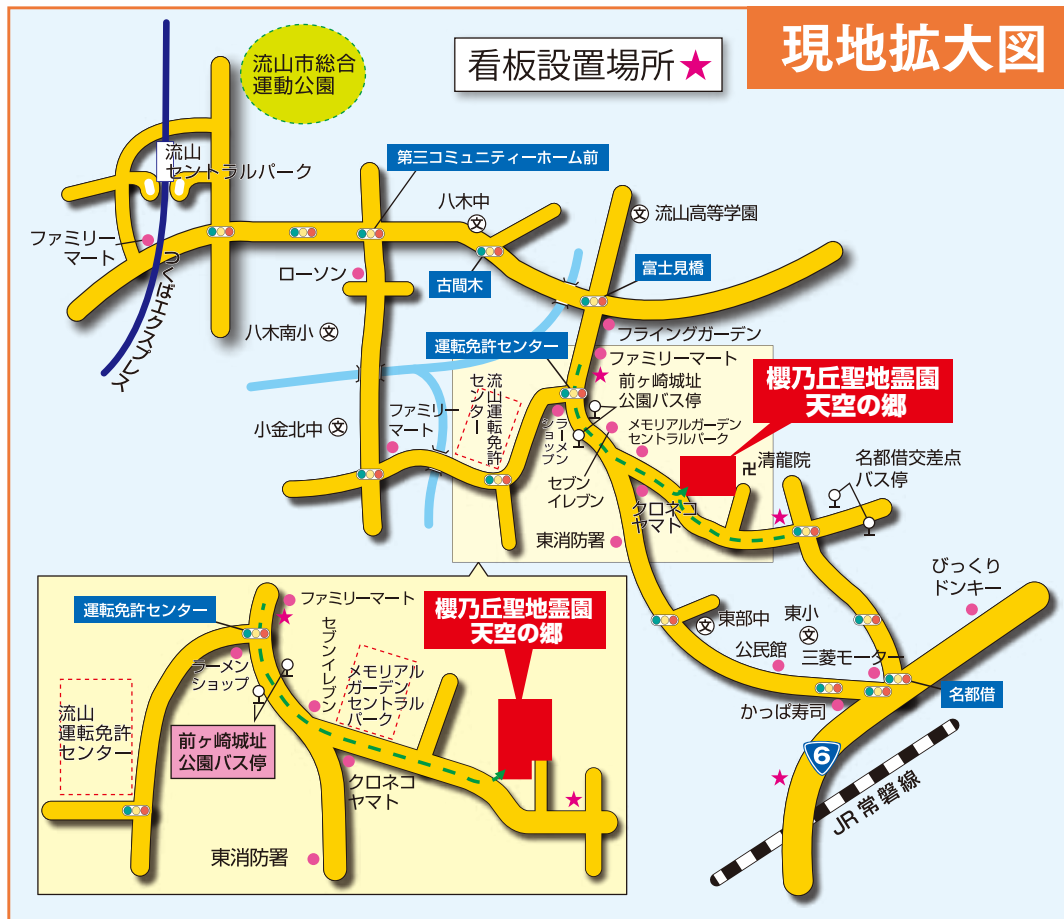 現地拡大図
看板設置場所★
流山市総合
運動公園
流山
セントラルパーク
第三コミュニティーホーム前
八木中
文
文
流山高等学園
ファミリー
マート
つくばエクスプレス
ローソン
古間木
富士見橋
八木南小
文
フライングガーデン
運転免許センター
ファミリーマート
前ヶ崎城址
公園バス停
櫻乃丘聖地霊園
天空の郷
流山運転免許
センター
ファミリー
マート
小金北中
文
ラーメン
ショップ
メモリアルガーデン
セントラルパーク
セブン
イレブン
卍
清龍院
名都借交差点
バス停
クロネコ
ヤマト
東消防署
びっくり
ドンキー
文
東部中
東小
文
公民館
三菱モーター
名都借
かっぱ寿司
6
JR常磐線
運転免許センター
ファミリーマート
櫻乃丘聖地霊園
天空の郷
ラーメン
ショップ
セブンイレブン
メモリアル
ガーデン
セントラル
パーク
流山
運転免許
センター
前ヶ崎城址
公園バス停
クロネコ
ヤマト
東消防署